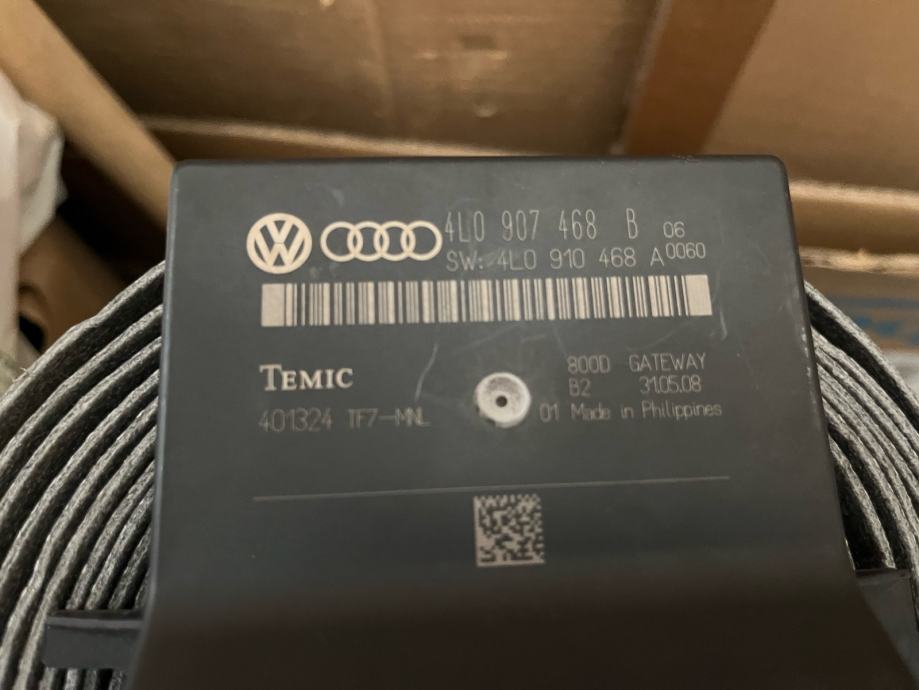 4L0 907 468 B 06
SW: 4L0 910 468 A 0060
TEMIC
800D GATEWAY
B2 31.05.08
401324 TF7-MNL
01 Made in Philippines